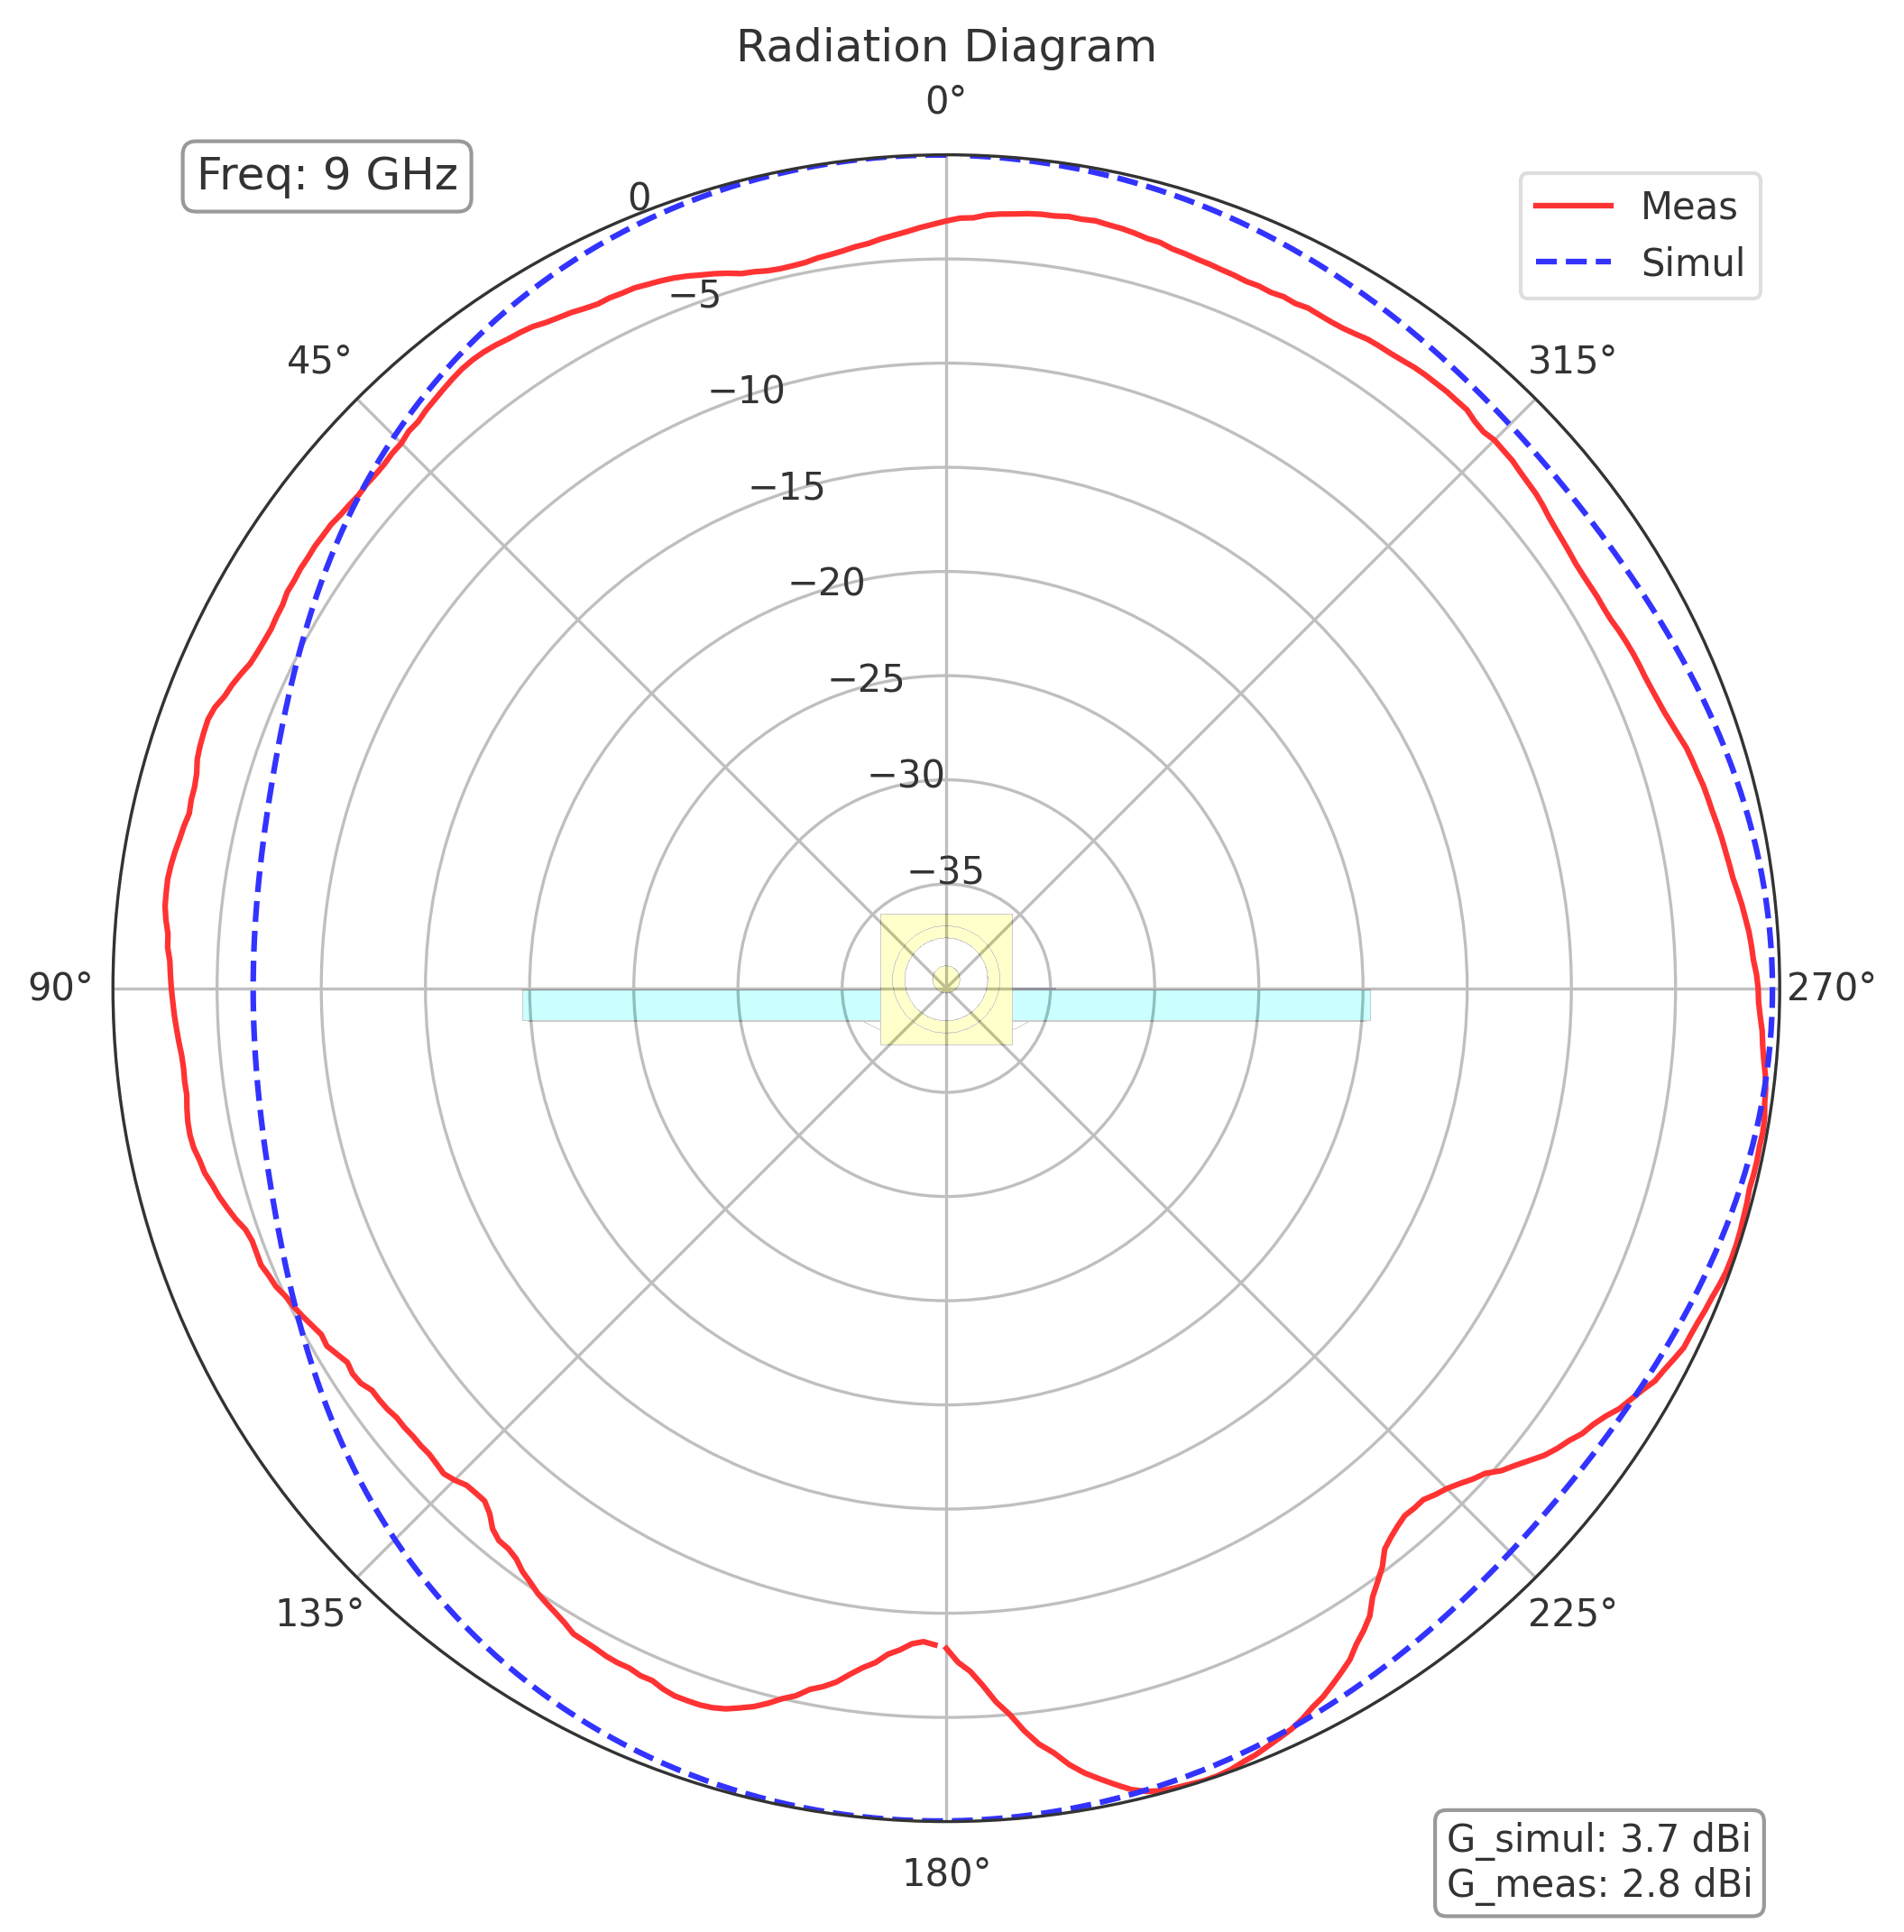 Radiation Diagram
0°
Freq: 9 GHz
0
Meas
Simul
−5
45°
315°
−10
−15
−20
−25
−30
−35
90°
270°
135°
225°
180°
G_simul: 3.7 dBi
G_meas: 2.8 dBi